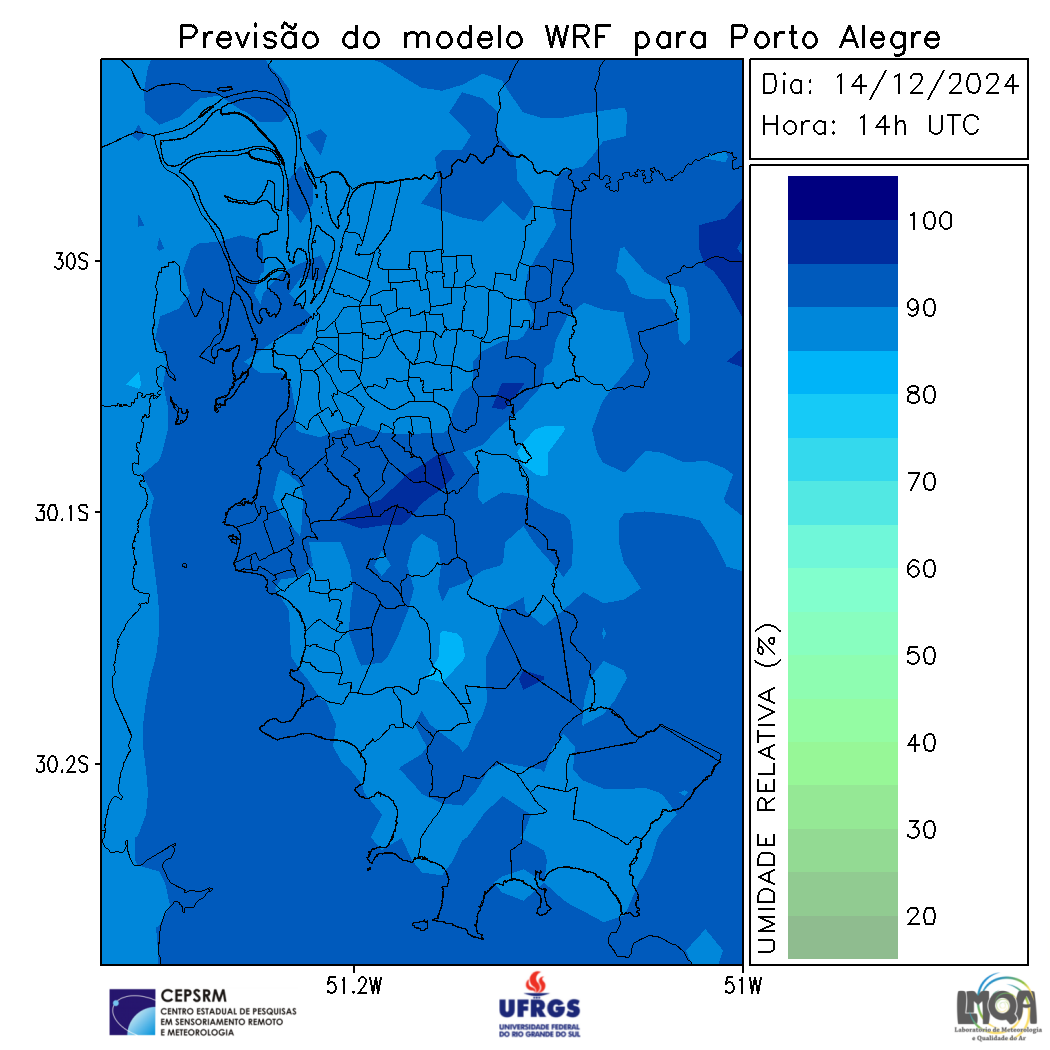 Previsão do modelo WRF para Porto Alegre
Dia: 14/12/2024
Hora: 14h UTC
30S
30.1S
30.2S
51.2W
51W
UMIDADE RELATIVA (%)
100
90
80
70
60
50
40
30
20
CEPSRM
CENTRO ESTADUAL DE PESQUISAS
EM SENSORIAMENTO REMOTO
E METEOROLOGIA
UFRGS
UNIVERSIDADE FEDERAL
DO RIO GRANDE DO SUL
LMQA
Laboratório de Meteorologia
e Qualidade do Ar